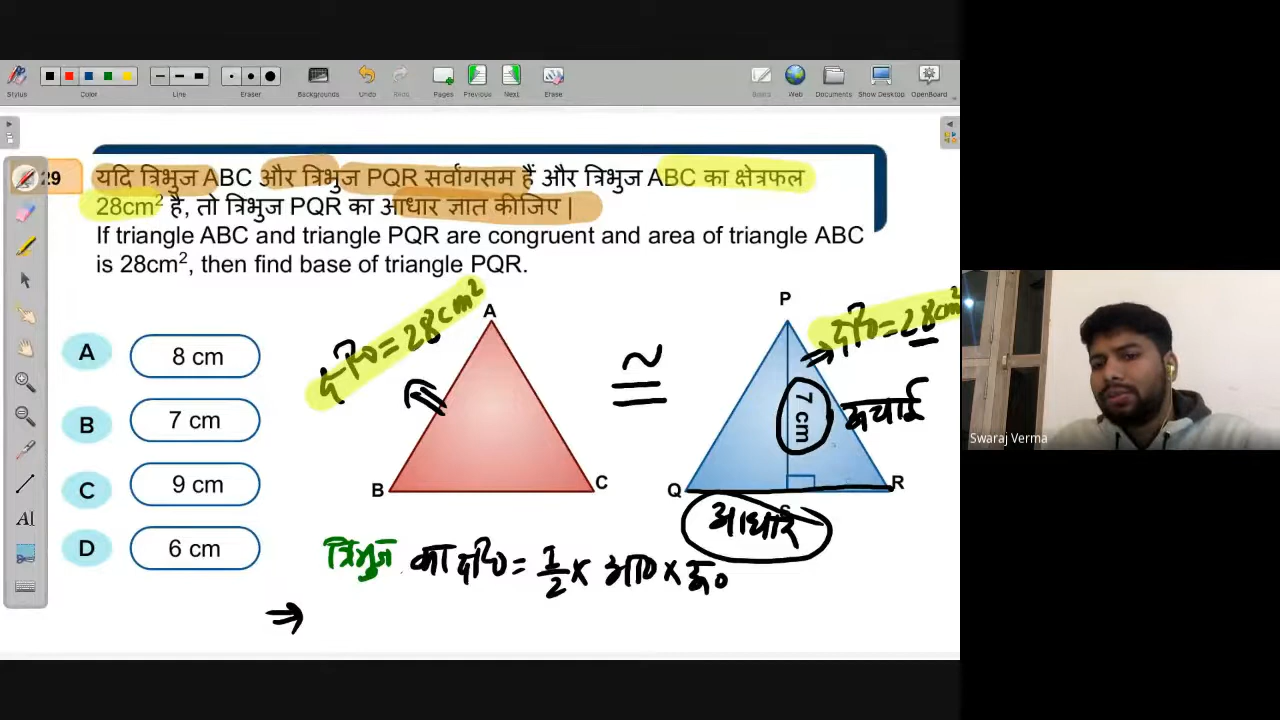 Stylus Color Line Eraser Backgrounds Undo Redo Pages Previous Next Erase Board Web Documents Show Desktop OpenBoard
29 यदि त्रिभुज ABC और त्रिभुज PQR सर्वांगसम हैं और त्रिभुज ABC का क्षेत्रफल
28cm² है, तो त्रिभुज PQR का आधार ज्ञात कीजिए |
If triangle ABC and triangle PQR are congruent and area of triangle ABC
is 28cm², then find base of triangle PQR.
A 8 cm
B 7 cm
C 9 cm
D 6 cm
क्षे० = 28cm²
A
B
C
≅
P
⇒ क्षे० = 28cm²
7 cm
ऊंचाई
Q
R
S
आधार
त्रिभुज का क्षे० = 1/2 × आ० × ऊ०
⇒
AI
Swaraj Verma